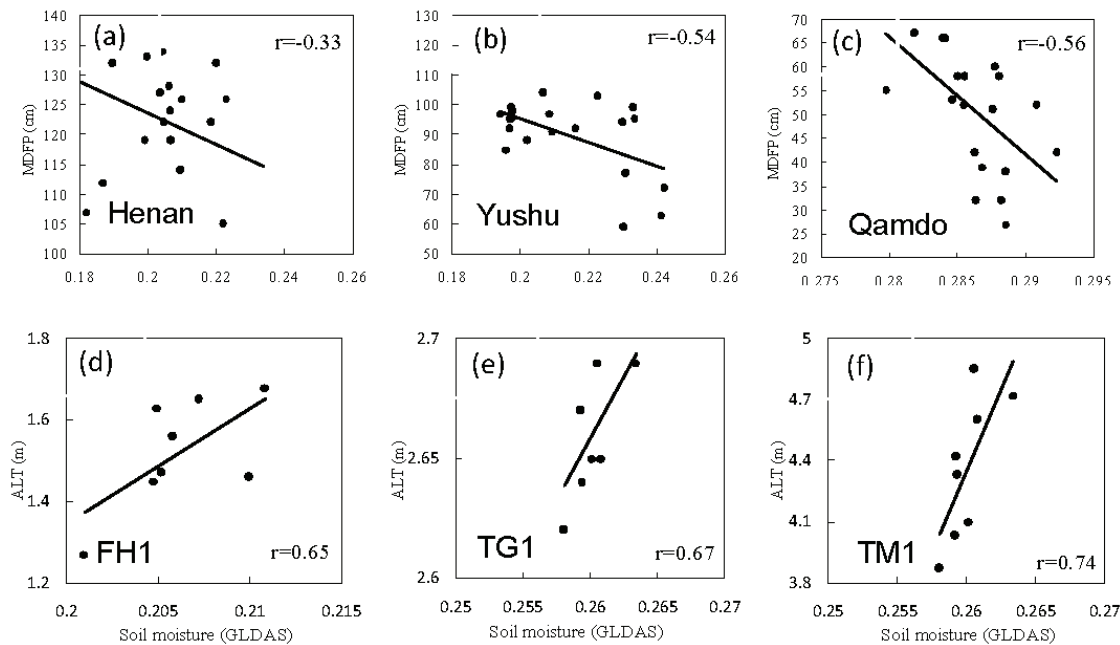 (a) r=-0.33
140
135
130
125
120
115
110
105
100
MDFP (cm)
Henan
0.18 0.2 0.22 0.24 0.26
(b) r=-0.54
130
120
110
100
90
80
70
60
50
MDFP (cm)
Yushu
0.18 0.2 0.22 0.24 0.26
(c) r=-0.56
70
65
60
55
50
45
40
35
30
25
20
MDFP (cm)
Qamdo
0.275 0.28 0.285 0.29 0.295
(d)
1.8
1.6
1.4
1.2
ALT (m)
FH1
r=0.65
0.2 0.205 0.21 0.215
Soil moisture (GLDAS)
(e)
2.7
2.65
2.6
ALT (m)
TG1
r=0.67
0.25 0.255 0.26 0.265 0.27
Soil moisture (GLDAS)
(f)
5
4.7
4.4
4.1
3.8
ALT (m)
TM1
r=0.74
0.25 0.255 0.26 0.265 0.27
Soil moisture (GLDAS)